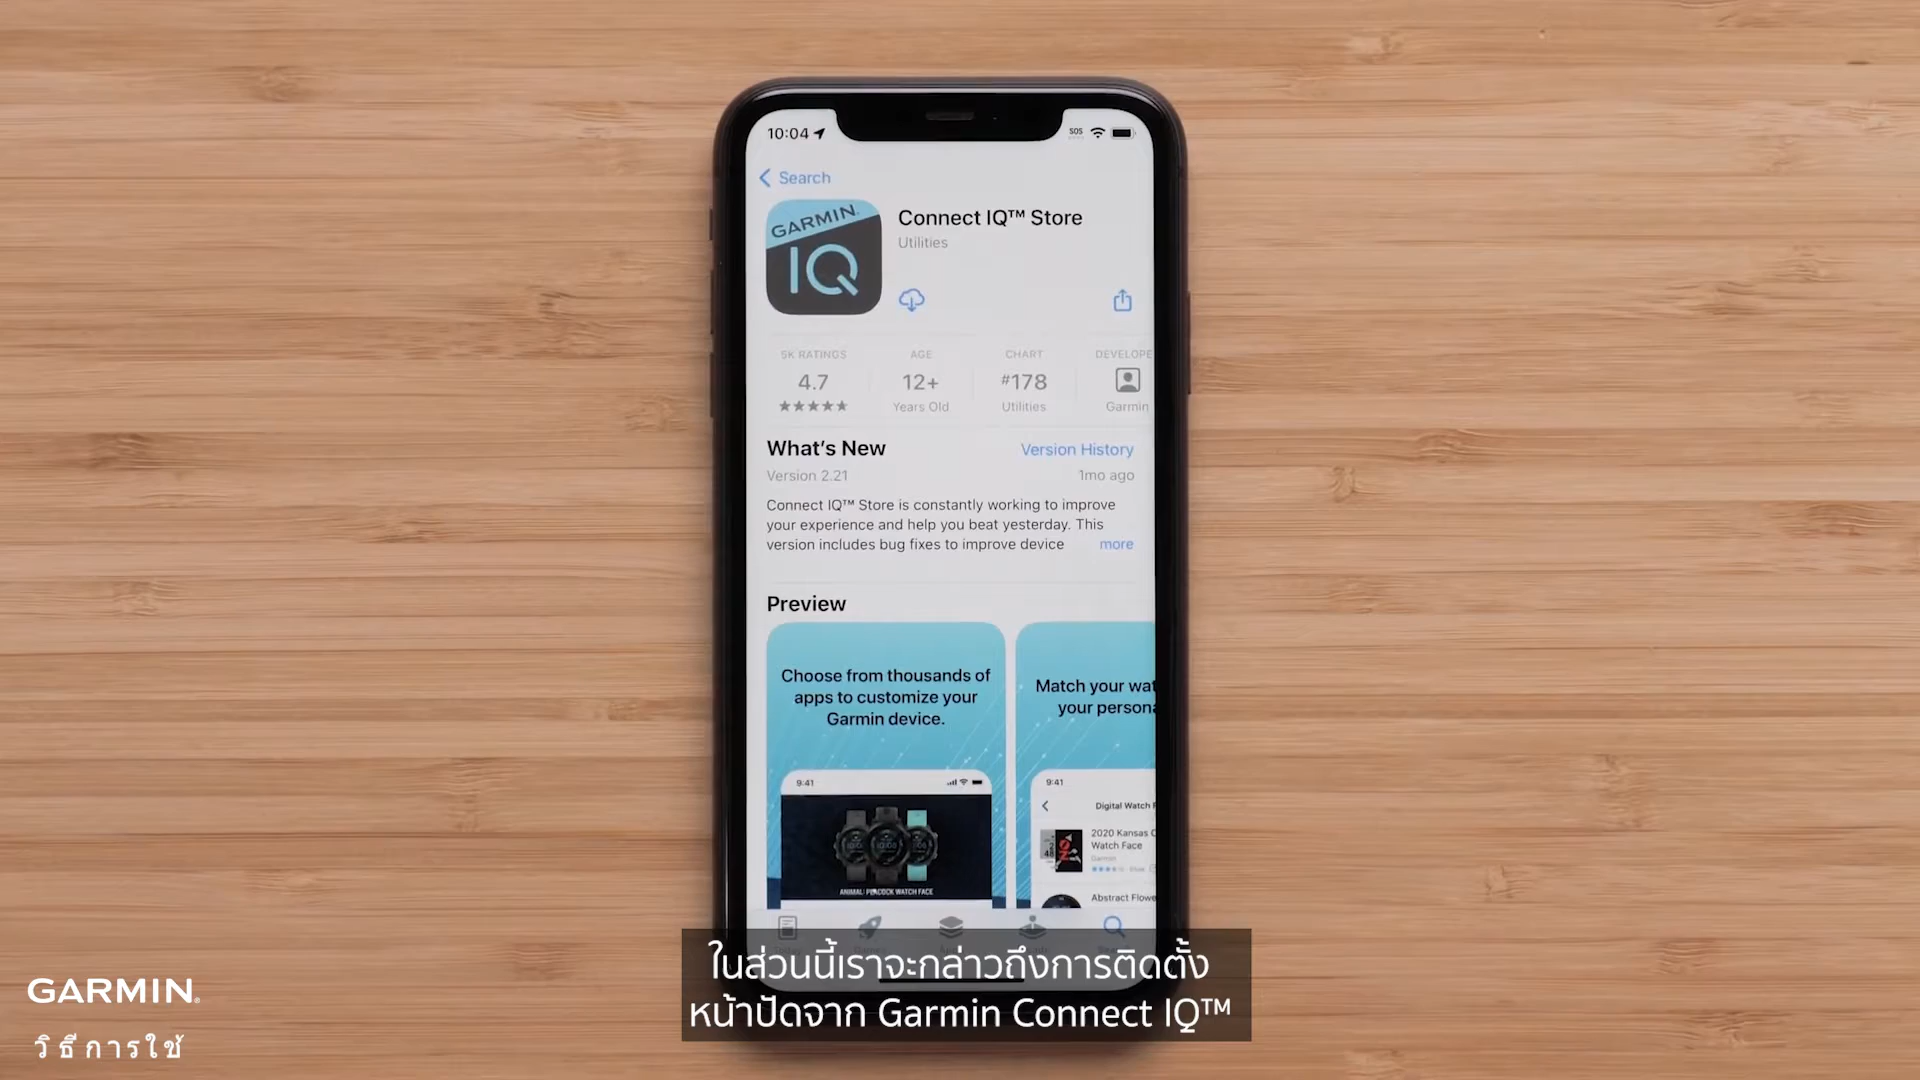 10:04
SOS
Search
GARMIN
IQ
Connect IQ™ Store
Utilities
5K RATINGS
AGE
CHART
DEVELOPE
4.7
12+
#178
Years Old
Utilities
Garmin
What's New
Version History
Version 2.21
1mo ago
Connect IQ™ Store is constantly working to improve
your experience and help you beat yesterday. This
version includes bug fixes to improve device
more
Preview
Choose from thousands of
apps to customize your
Garmin device.
Match your wat
your persona
9:41
ANIMAL: PEACOCK WATCH FACE
9:41
Digital Watch F
2020 Kansas C
Watch Face
Garmin
Abstract Flowe
ในส่วนนี้เราจะกล่าวถึงการติดตั้ง
หน้าปัดจาก Garmin Connect IQ™
GARMIN®
วิธีการใช้